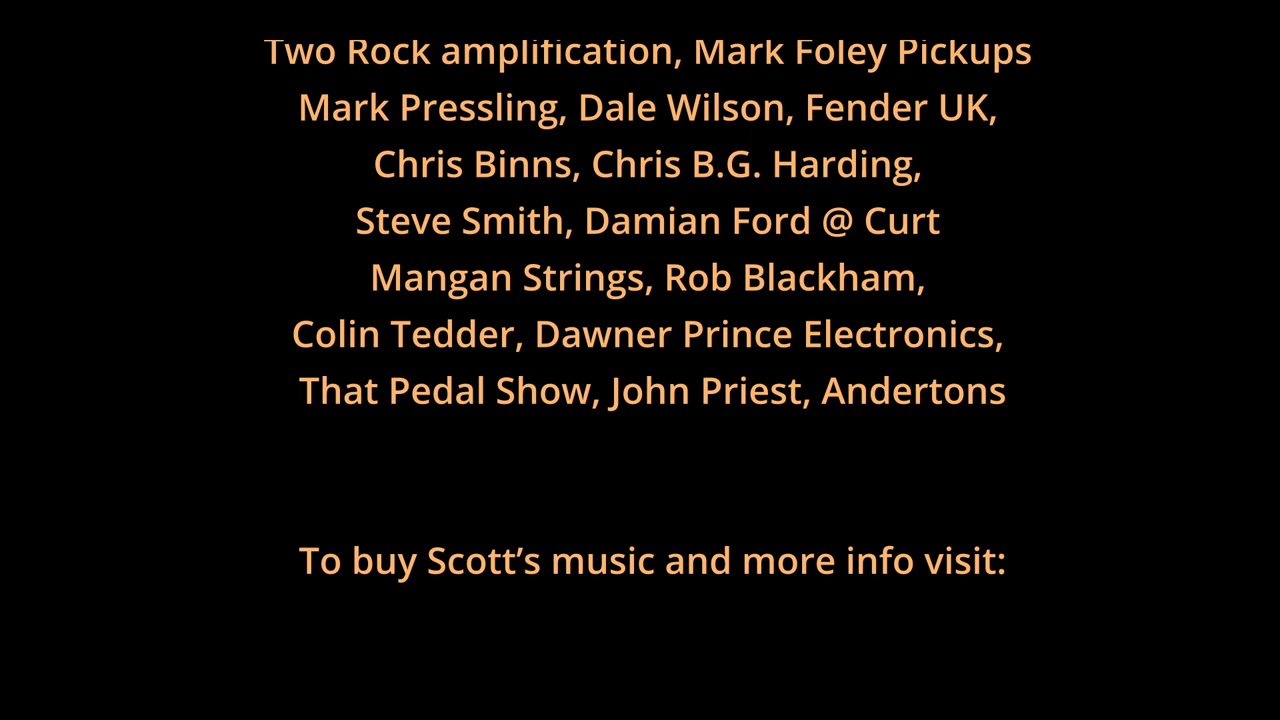 Two Rock amplification, Mark Foley Pickups
Mark Pressling, Dale Wilson, Fender UK,
Chris Binns, Chris B.G. Harding,
Steve Smith, Damian Ford @ Curt
Mangan Strings, Rob Blackham,
Colin Tedder, Dawner Prince Electronics,
That Pedal Show, John Priest, Andertons
To buy Scott’s music and more info visit: